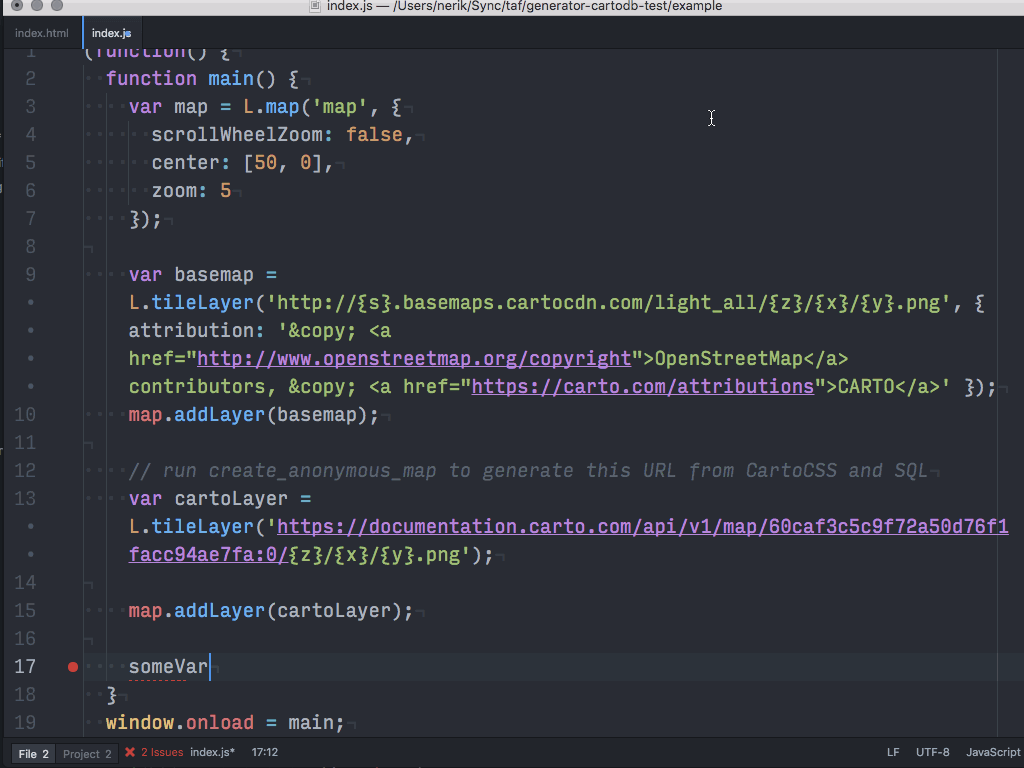 index.js — /Users/nerik/Sync/taf/generator-cartodb-test/example
index.html
index.js
1 (function() {
2 function main() {
3 var map = L.map('map', {
4 scrollWheelZoom: false,
5 center: [50, 0],
6 zoom: 5
7 });
8
9 var basemap =
L.tileLayer('http://{s}.basemaps.cartocdn.com/light_all/{z}/{x}/{y}.png', {
attribution: '&copy; <a
href="http://www.openstreetmap.org/copyright">OpenStreetMap</a>
contributors, &copy; <a href="https://carto.com/attributions">CARTO</a>' });
10 map.addLayer(basemap);
11
12 // run create_anonymous_map to generate this URL from CartoCSS and SQL
13 var cartoLayer =
L.tileLayer('https://documentation.carto.com/api/v1/map/60caf3c5c9f72a50d76f1
facc94ae7fa:0/{z}/{x}/{y}.png');
14
15 map.addLayer(cartoLayer);
16
17 someVar
18 }
19 window.onload = main;
File 2 Project 2 2 Issues index.js* 17:12 LF UTF-8 JavaScript